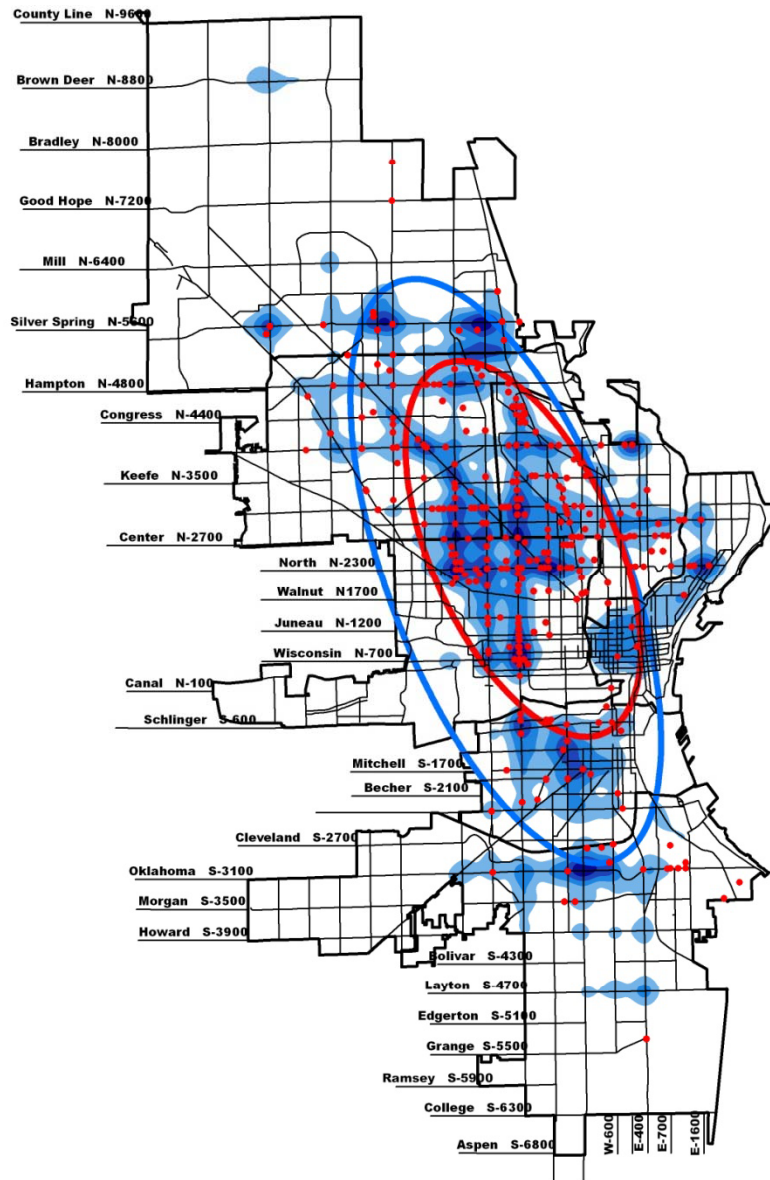 County Line N-9600
Brown Deer N-8800
Bradley N-8000
Good Hope N-7200
Mill N-6400
Silver Spring N-5600
Hampton N-4800
Congress N-4400
Keefe N-3500
Center N-2700
North N-2300
Walnut N1700
Juneau N-1200
Wisconsin N-700
Canal N-100
Schlinger S-600
Mitchell S-1700
Becher S-2100
Cleveland S-2700
Oklahoma S-3100
Morgan S-3500
Howard S-3900
Bolivar S-4300
Layton S-4700
Edgerton S-5100
Grange S-5500
Ramsey S-5900
College S-6300
Aspen S-6800
W-600
E-400
E-700
E-1600